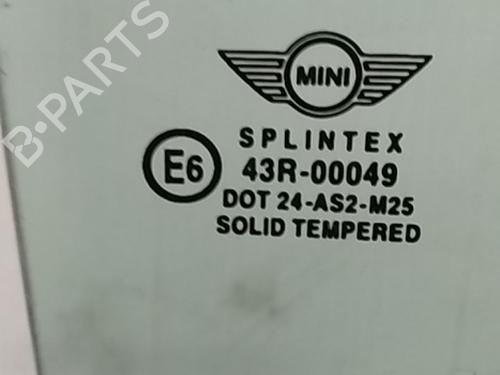 B-PARTS
MINI
SPLINTEX
E6 43R-00049
DOT 24-AS2-M25
SOLID TEMPERED